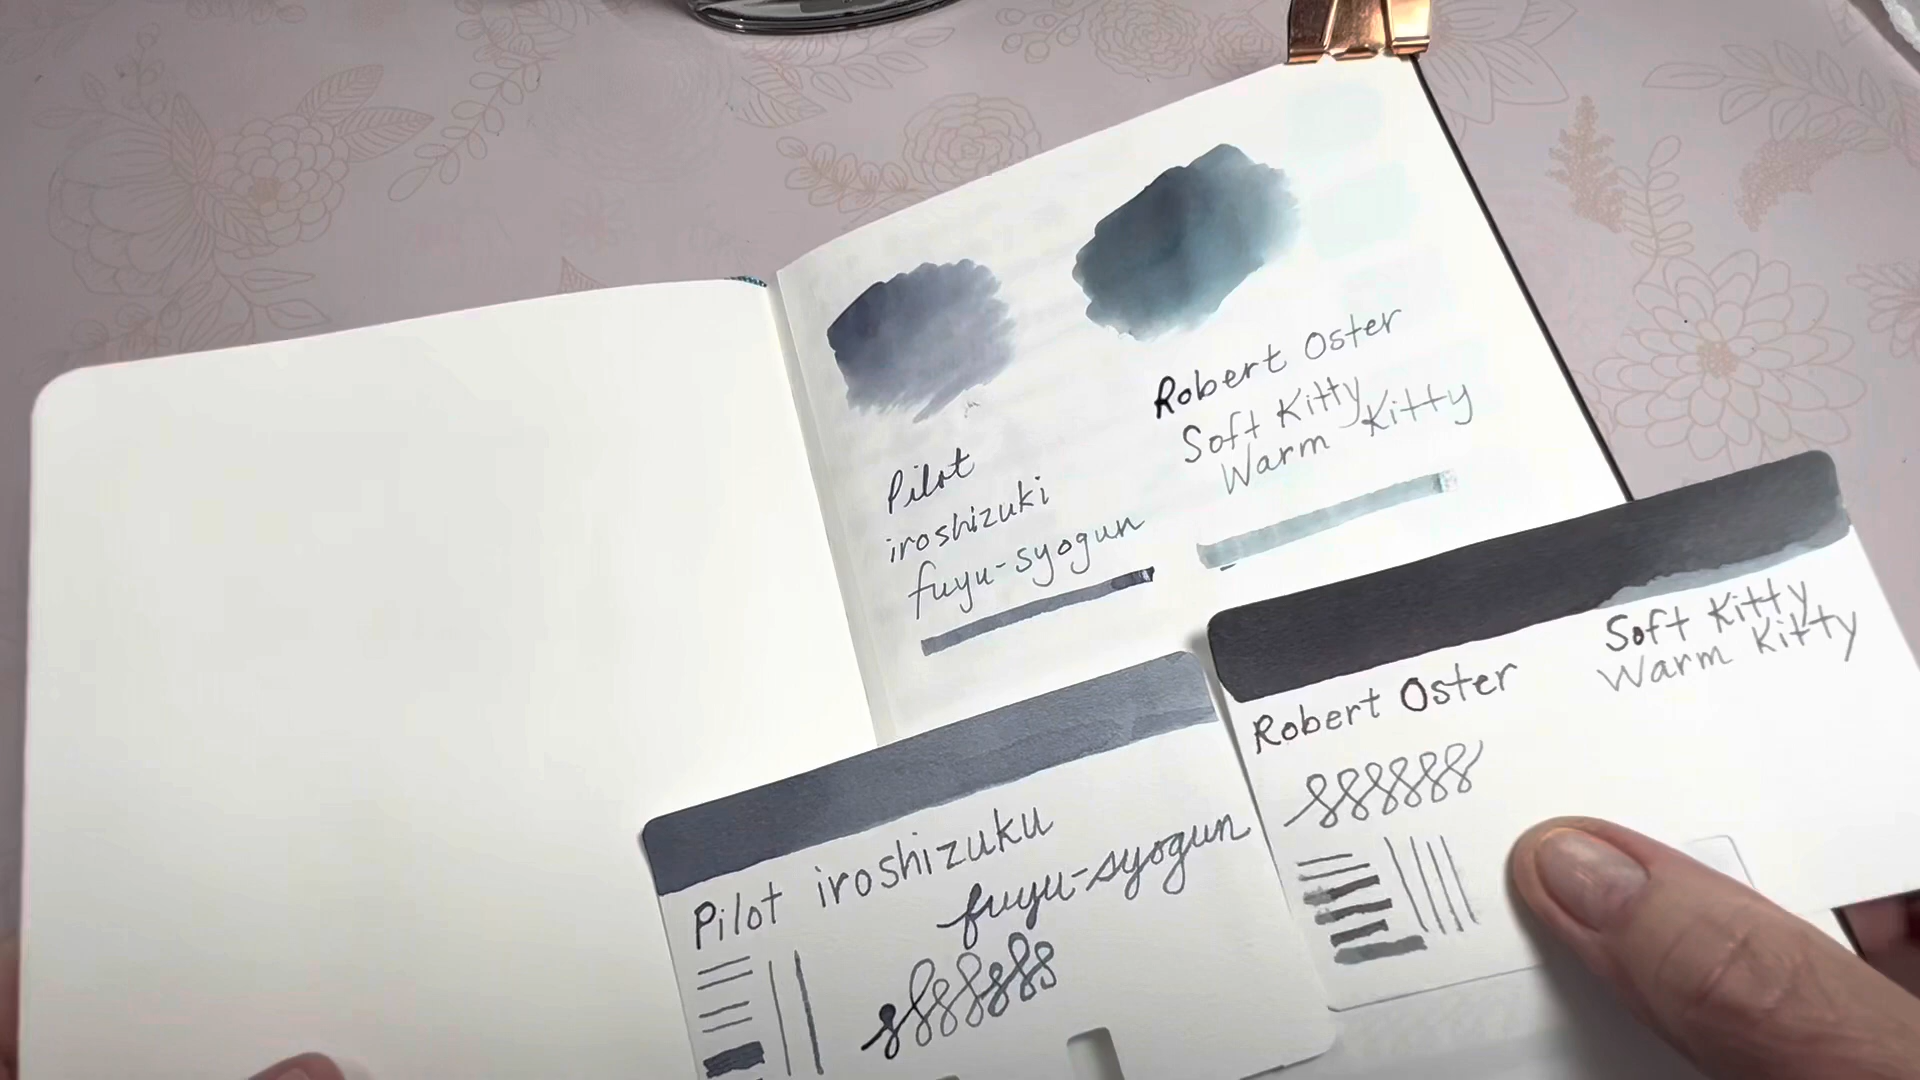 Pilot
iroshizuki
fuyu-syogun
Robert Oster
Soft Kitty
Warm Kitty
Pilot iroshizuku
fuyu-syogun
Robert Oster
Soft Kitty
Warm Kitty